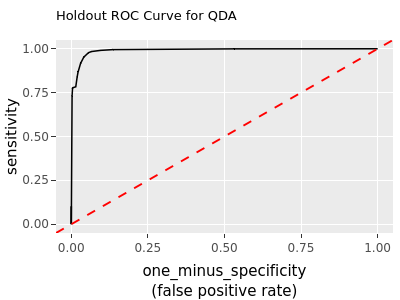 Holdout ROC Curve for QDA
1.00
0.75
0.50
0.25
0.00
sensitivity
0.00 0.25 0.50 0.75 1.00
one_minus_specificity
(false positive rate)